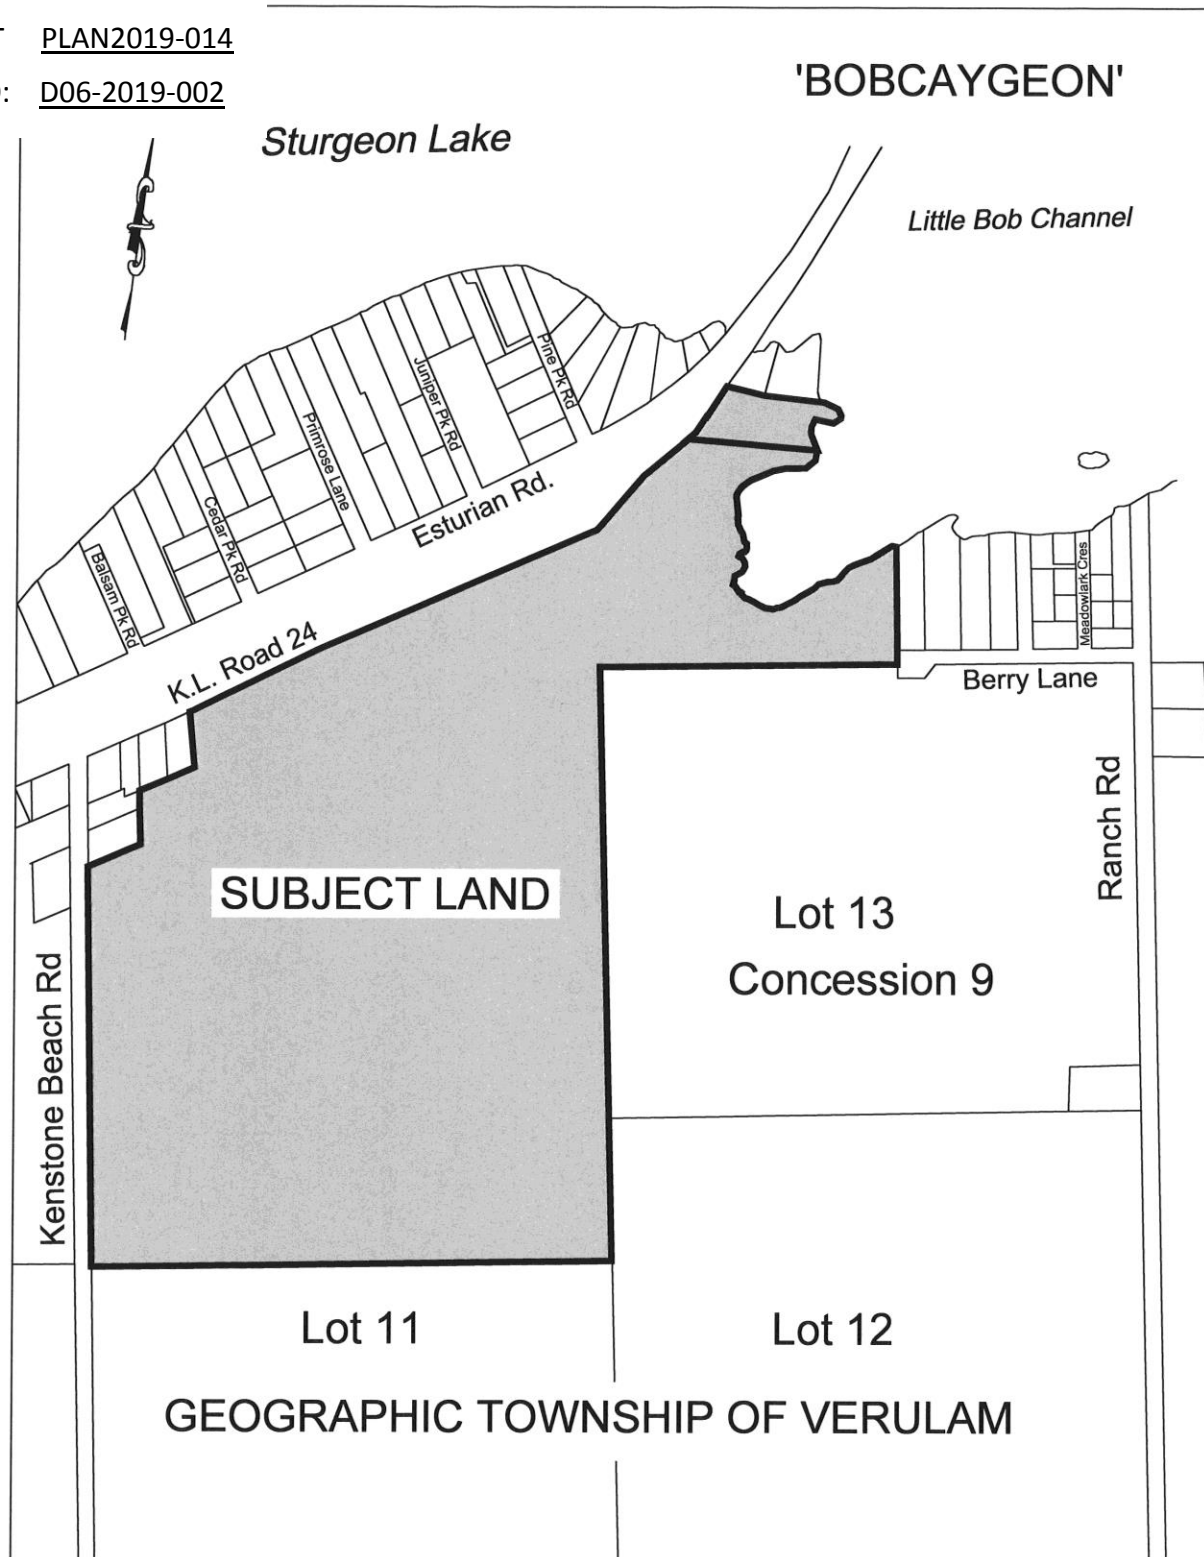 PLAN2019-014
D06-2019-002
'BOBCAYGEON'
Sturgeon Lake
Little Bob Channel
Pine Pk Rd
Juniper Pk Rd
Primrose Lane
Esturian Rd.
Cedar Pk Rd
Balsam Pk Rd
Meadowlark Cres
K.L. Road 24
Berry Lane
Ranch Rd
SUBJECT LAND
Lot 13
Concession 9
Kenstone Beach Rd
Lot 11
Lot 12
GEOGRAPHIC TOWNSHIP OF VERULAM